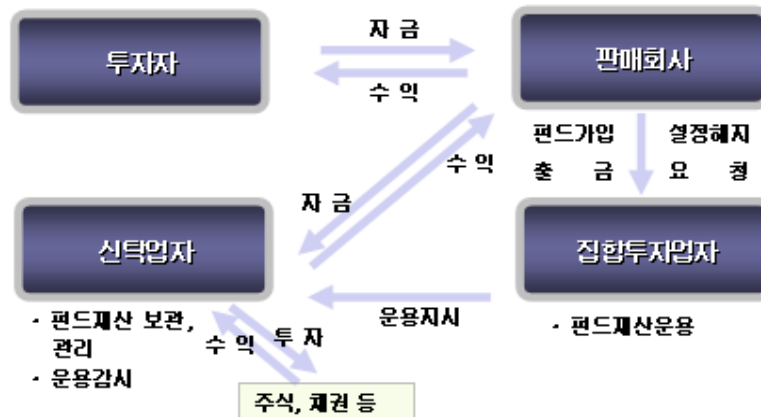 자 금
투자자
판매회사
수 익
펀드가입 설정해지
출 금 요 청
수 익
자 금
신탁업자
집합투자업자
운용지시
· 펀드재산 보관,
관리
· 운용감시
수 익
투 자
· 펀드재산운용
주식, 채권 등